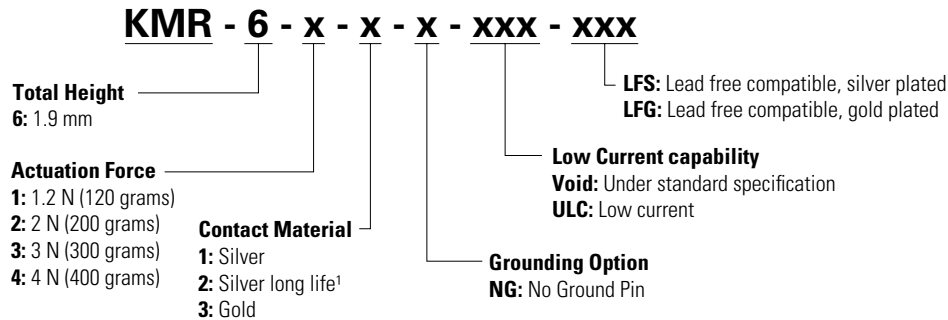 KMR - 6 - x - x - x - xxx - xxx
Total Height
6: 1.9 mm
Actuation Force
1: 1.2 N (120 grams)
2: 2 N (200 grams)
3: 3 N (300 grams)
4: 4 N (400 grams)
Contact Material
1: Silver
2: Silver long life¹
3: Gold
Grounding Option
NG: No Ground Pin
Low Current capability
Void: Under standard specification
ULC: Low current
LFS: Lead free compatible, silver plated
LFG: Lead free compatible, gold plated